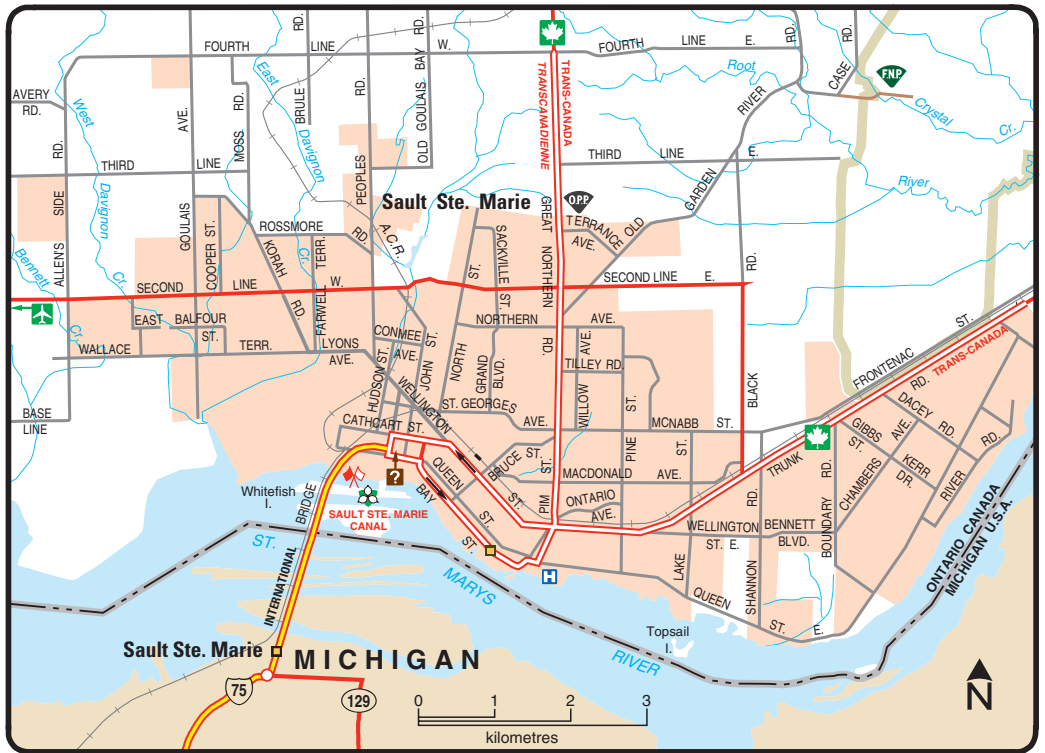 FOURTH LINE W.
FOURTH LINE E.
RD.
RD.
RD.
RD.
AVERY RD.
West Davignon Cr.
East Davignon Cr.
BRULE
RD.
OLD GOULAIS BAY
AVE.
MOSS RD.
TRANS-CANADA
TRANSCANADIENNE
Root River
CASE
F.N.P.
Crystal Cr.
THIRD LINE
THIRD LINE E.
PEOPLES
OLD GARDEN RIVER
Sault Ste. Marie
O.P.P.
ALLEN'S SIDE RD.
GOULAIS
COOPER ST.
ROSSMORE RD.
KORAH RD.
FARWELL TERR.
A.C.R.
SACKVILLE ST.
GREAT NORTHERN RD.
TERRANCE AVE.
Bennett Cr.
SECOND LINE W.
SECOND LINE E.
BLACK RD.
EAST BALFOUR ST.
WALLACE TERR.
LYONS AVE.
CONMEE AVE.
NORTHERN AVE.
HUDSON ST.
JOHN ST.
NORTH ST.
GRAND BLVD.
WILLOW AVE.
TILLEY RD.
FRONTENAC ST.
TRANS-CANADA
BASE LINE
WELLINGTON ST.
ST. GEORGES AVE.
CATHCART ST.
PINE ST.
MCNABB ST.
DACEY RD.
GIBBS ST.
TRUNK RD.
BRUCE ST.
MACDONALD AVE.
ST.
KERR DR.
CHAMBERS AVE.
RIVER RD.
?
QUEEN ST.
BAY ST.
PIM ST.
ONTARIO AVE.
Whitefish I.
SAULT STE. MARIE
CANAL
WELLINGTON ST. E.
BENNETT BLVD.
BOUNDARY RD.
INTERNATIONAL BRIDGE
ST. MARYS RIVER
H
LAKE
SHANNON RD.
QUEEN ST. E.
ONTARIO CANADA
MICHIGAN U.S.A.
Topsail I.
Sault Ste. Marie
MICHIGAN
75
129
0 1 2 3
kilometres
N